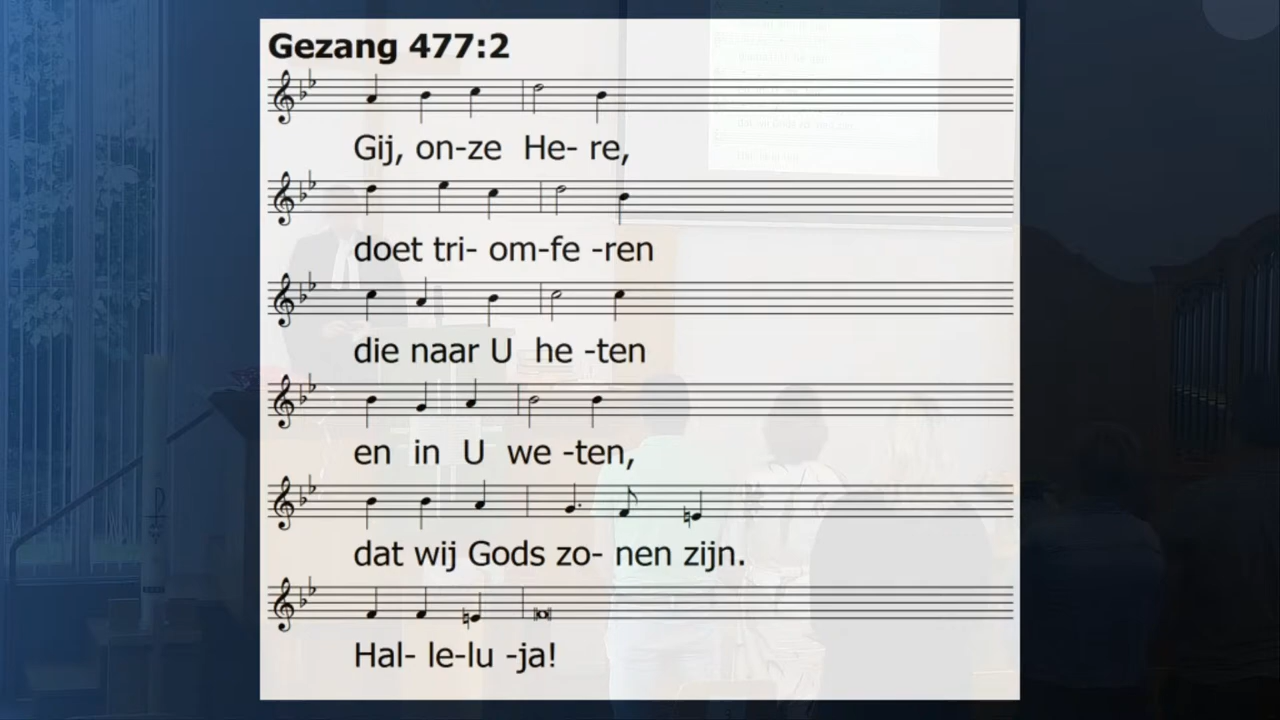 Gezang 477:2
Gij, on-ze He- re,
doet tri- om-fe -ren
die naar U he -ten
en in U we -ten,
dat wij Gods zo- nen zijn.
Hal- le-lu -ja!